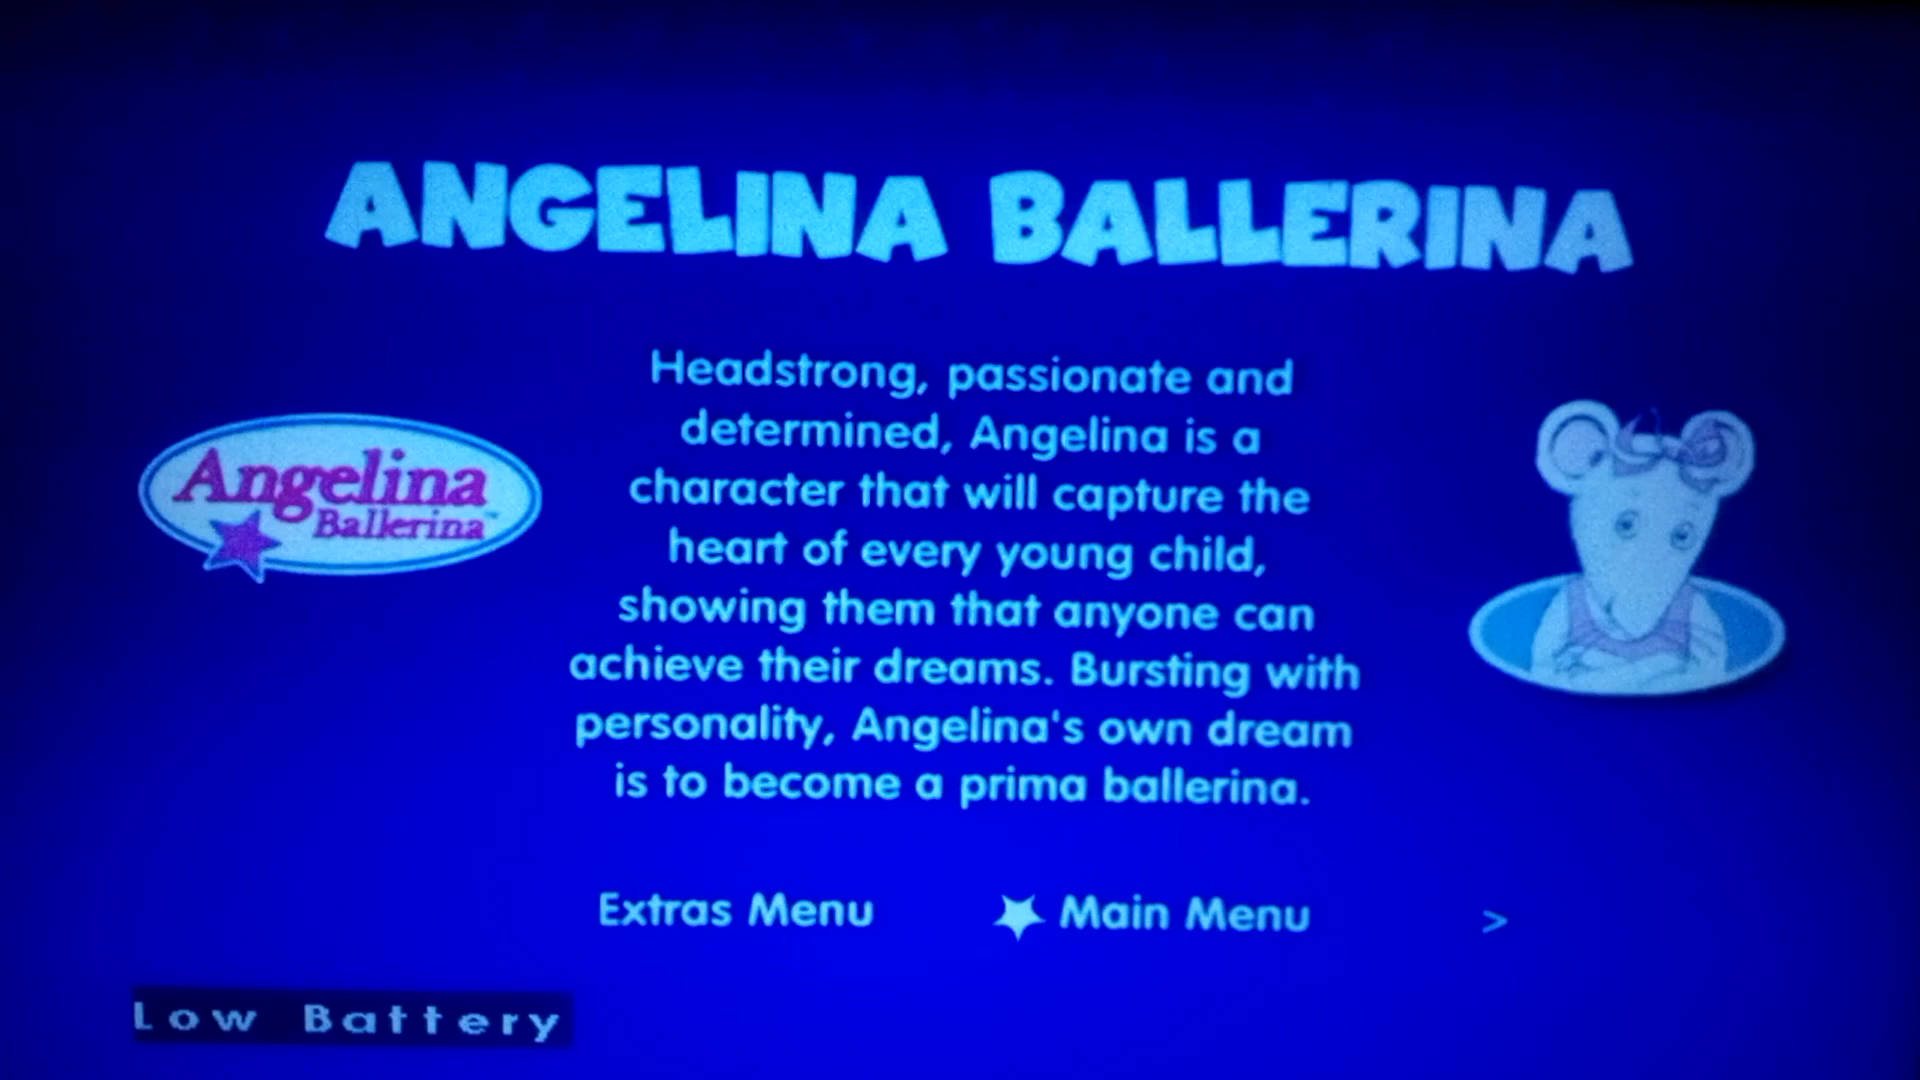 ANGELINA BALLERINA
Headstrong, passionate and
determined, Angelina is a
character that will capture the
heart of every young child,
showing them that anyone can
achieve their dreams. Bursting with
personality, Angelina's own dream
is to become a prima ballerina.
Angelina
Ballerina™
Extras Menu
Main Menu
>
Low Battery